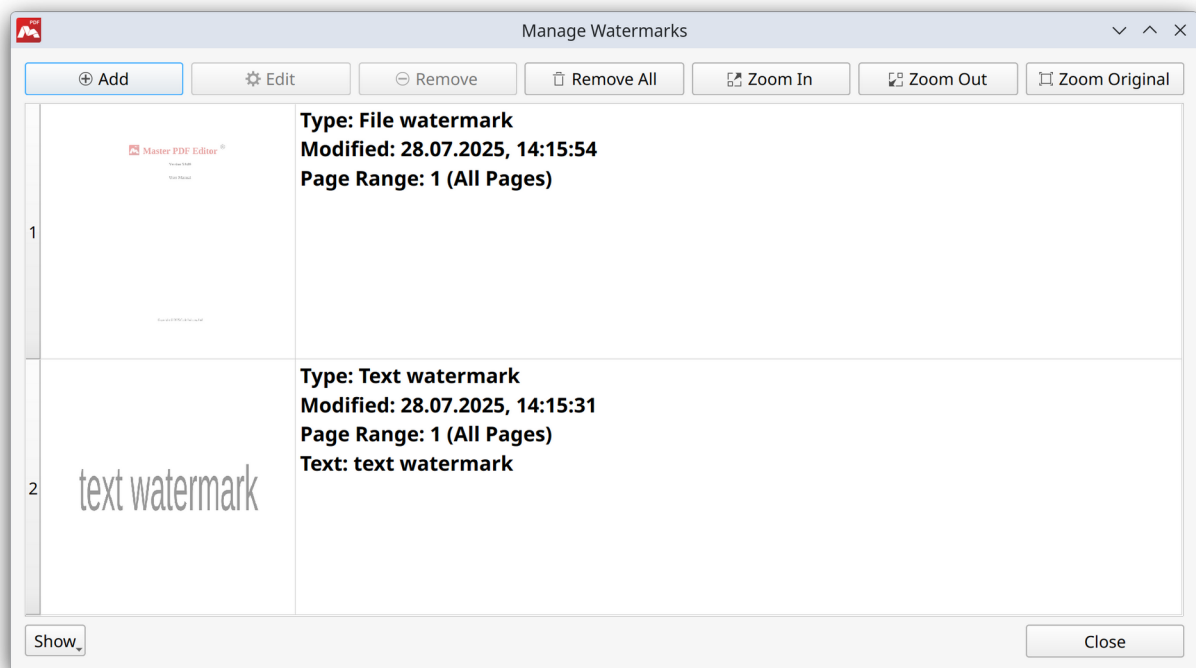 PDF
Manage Watermarks
Add
Edit
Remove
Remove All
Zoom In
Zoom Out
Zoom Original
1
Master PDF Editor ®
User Manual
Type: File watermark
Modified: 28.07.2025, 14:15:54
Page Range: 1 (All Pages)
2
text watermark
Type: Text watermark
Modified: 28.07.2025, 14:15:31
Page Range: 1 (All Pages)
Text: text watermark
Show
Close